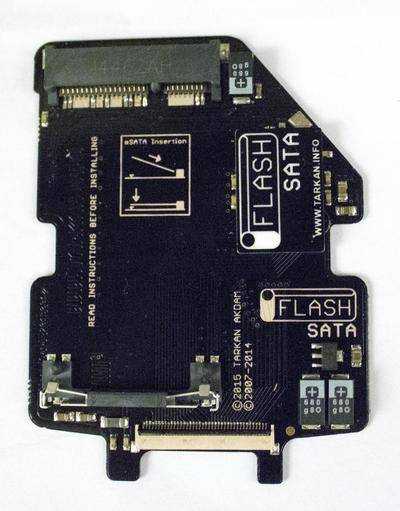 mSATA Insertion
READ INSTRUCTIONS BEFORE INSTALLING
FLASH
SATA
WWW.TARKAN.INFO
FLASH
SATA
©2015 TARKAN AKDAM
©2007-2014